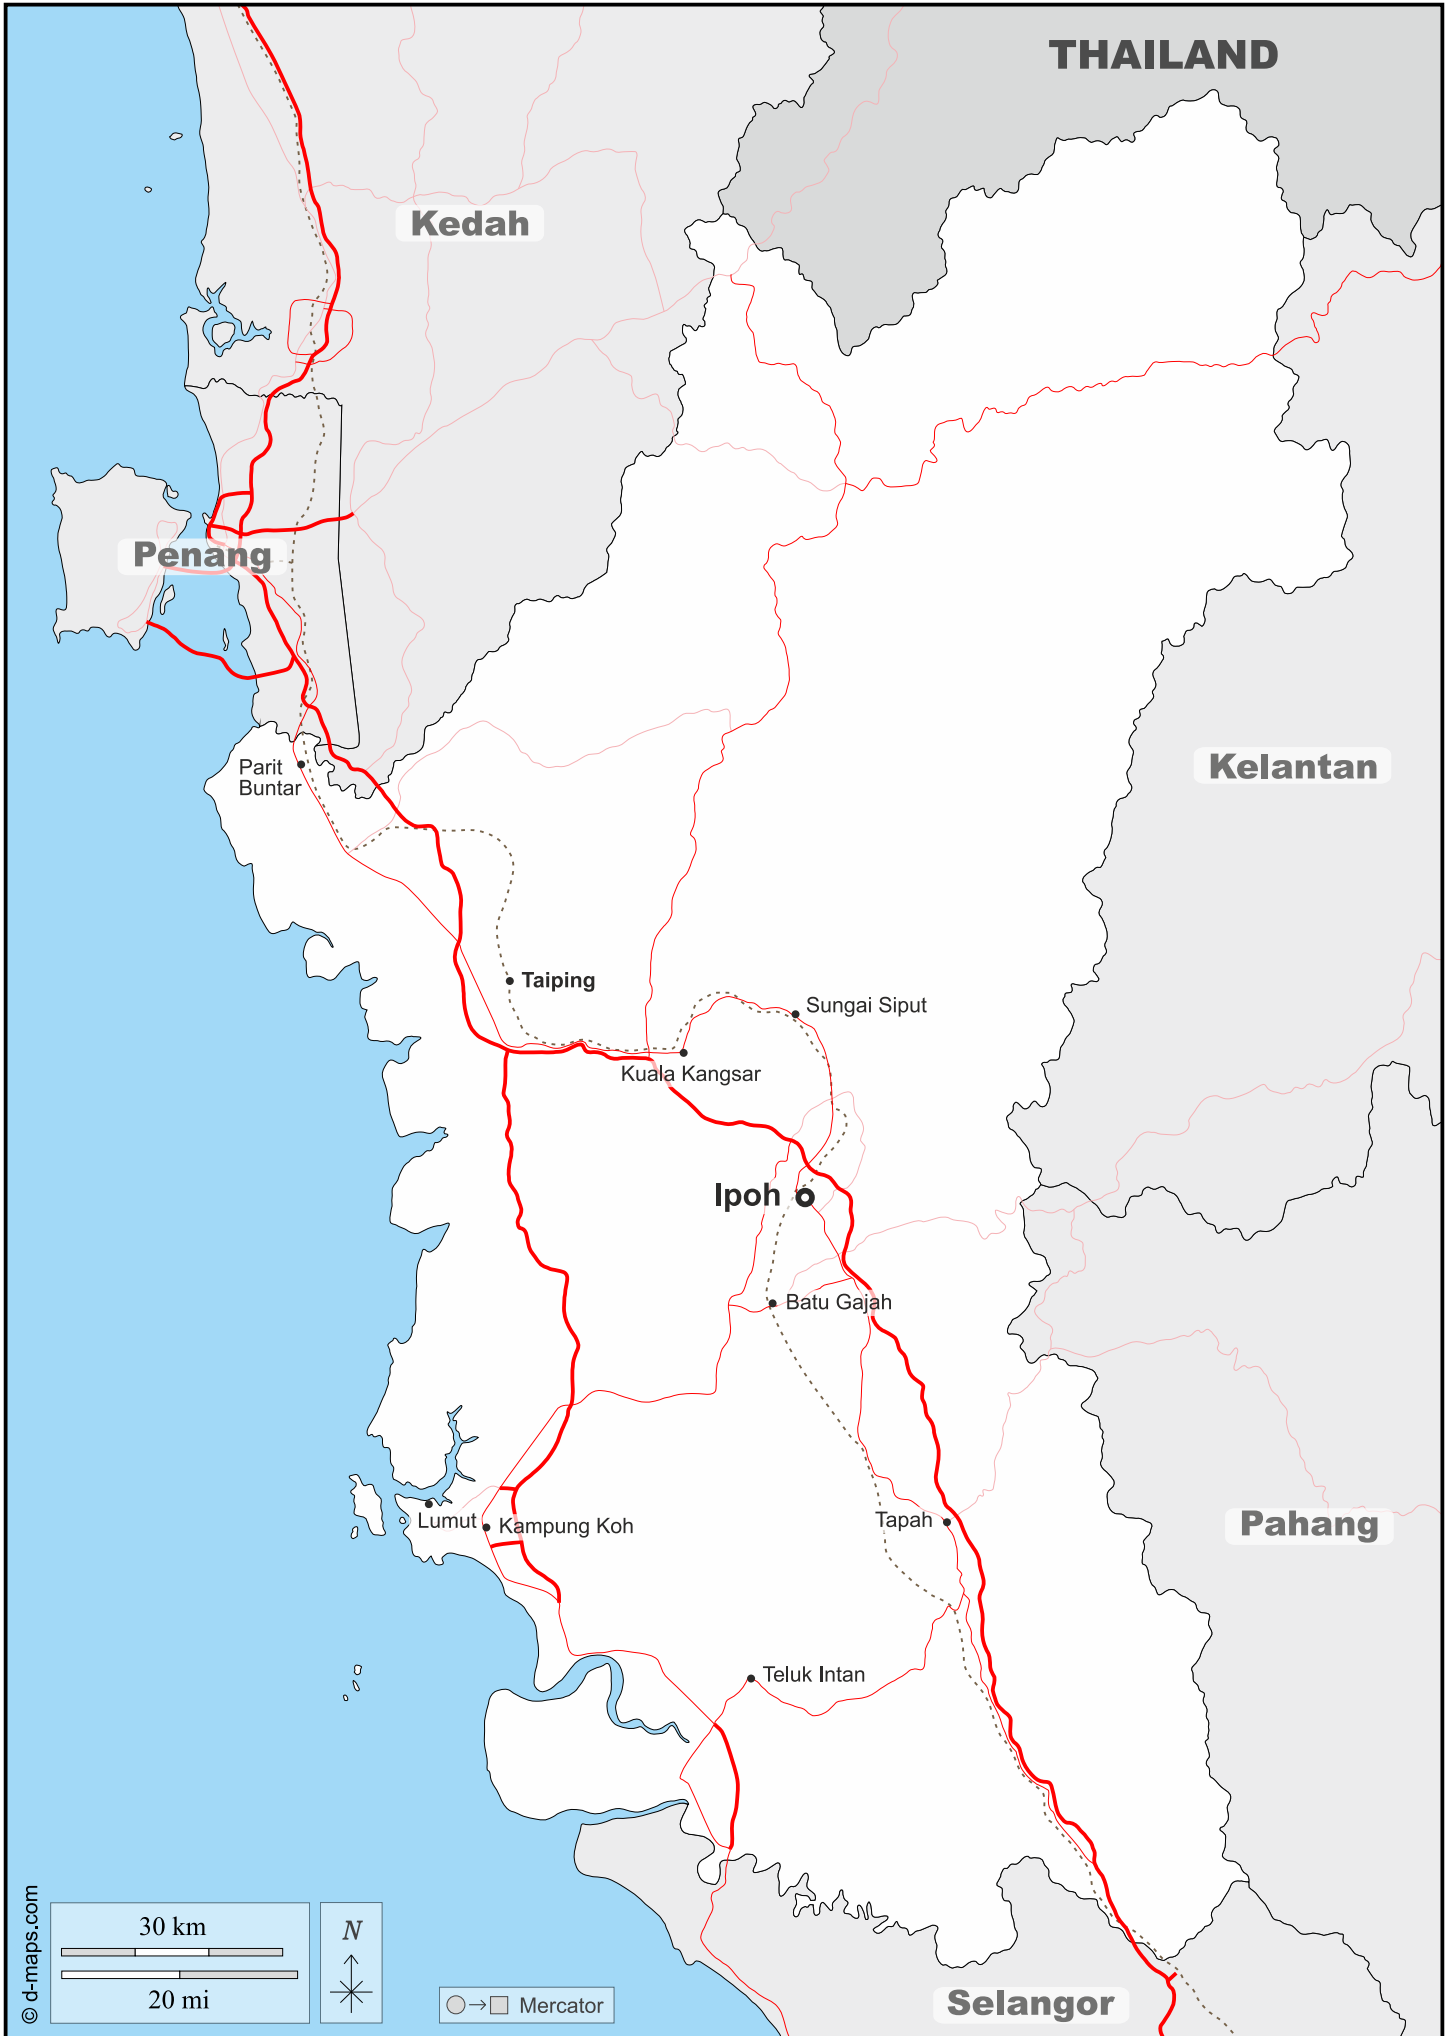 THAILAND
Kedah
Penang
Parit
Buntar
Kelantan
Taiping
Sungai Siput
Kuala Kangsar
Ipoh
Batu Gajah
Lumut
Kampung Koh
Tapah
Pahang
Teluk Intan
© d-maps.com
30 km
20 mi
N
Mercator
Selangor